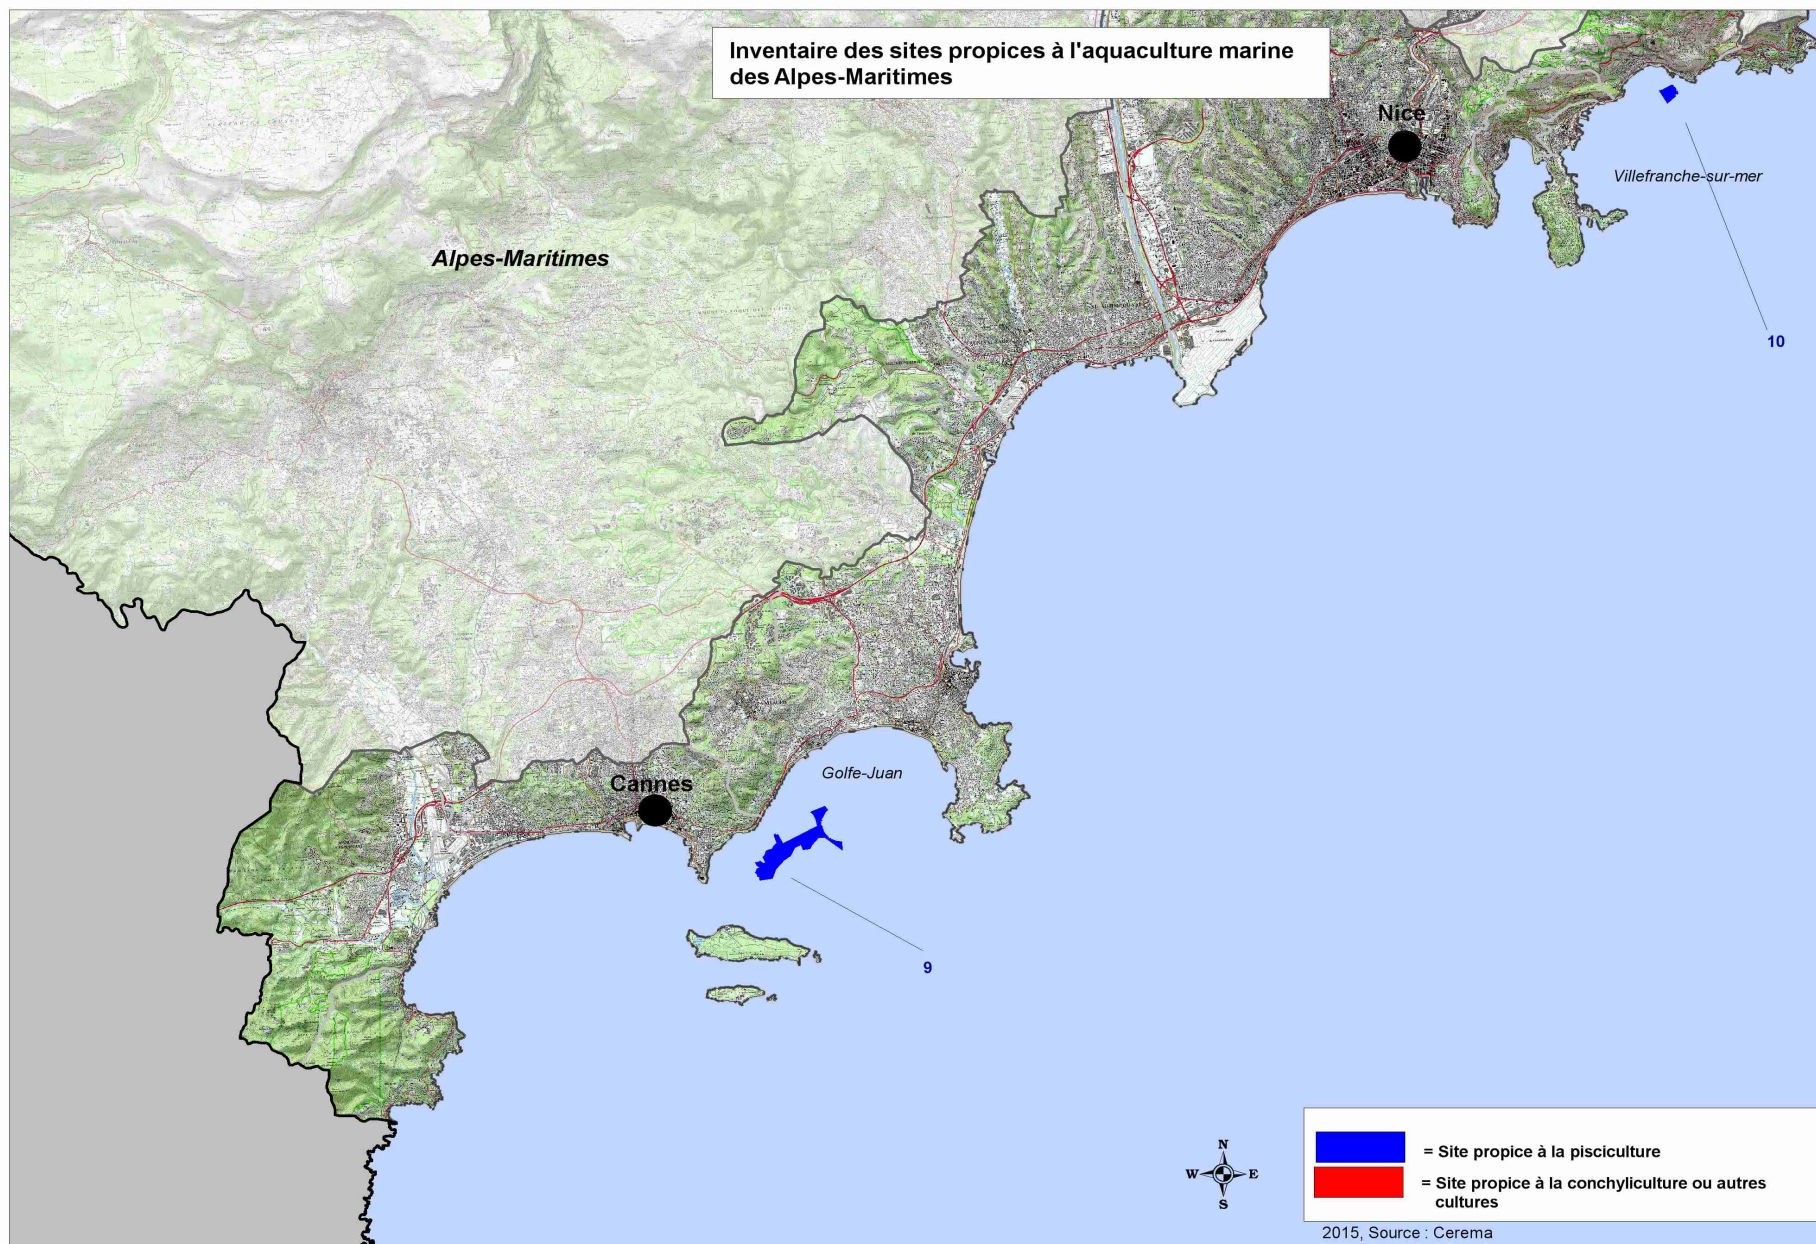 Inventaire des sites propices à l'aquaculture marine
des Alpes-Maritimes
Nice
Villefranche-sur-mer
Alpes-Maritimes
10
Golfe-Juan
Cannes
9
N
W E
S
= Site propice à la pisciculture
= Site propice à la conchyliculture ou autres
cultures
2015, Source : Cerema